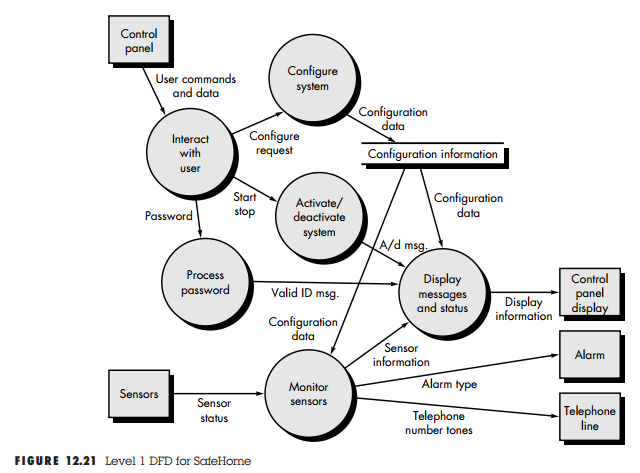 Control
panel
User commands
and data
Configure
system
Configuration
data
Interact
with
user
Configure
request
Configuration information
Start
stop
Activate/
deactivate
system
Configuration
data
Password
A/d msg.
Process
password
Valid ID msg.
Display
messages
and status
Control
panel
display
Display
information
Configuration
data
Sensor
information
Alarm
Sensors
Sensor
status
Monitor
sensors
Alarm type
Telephone
number tones
Telephone
line
FIGURE 12.21 Level 1 DFD for SafeHome